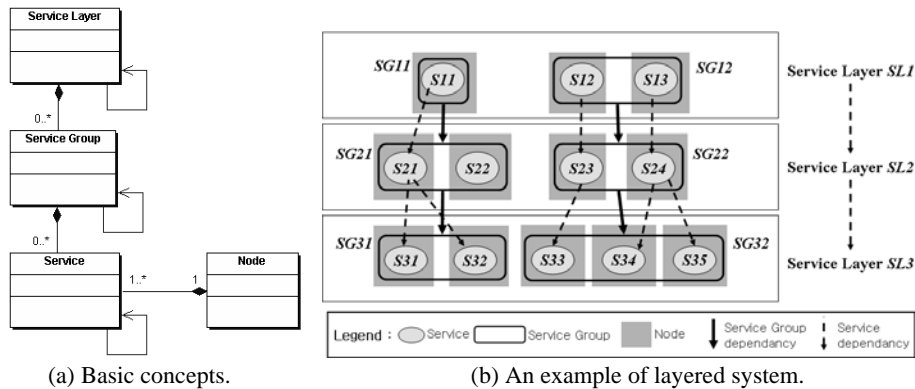 Service Layer
0..*
Service Group
0..*
Service
1..*
1
Node
(a) Basic concepts.
SG11
S11
S12
S13
SG12
Service Layer SL1
SG21
S21
S22
S23
S24
SG22
Service Layer SL2
SG31
S31
S32
S33
S34
S35
SG32
Service Layer SL3
Legend : Service Service Group Node Service Group dependency Service dependancy
(b) An example of layered system.